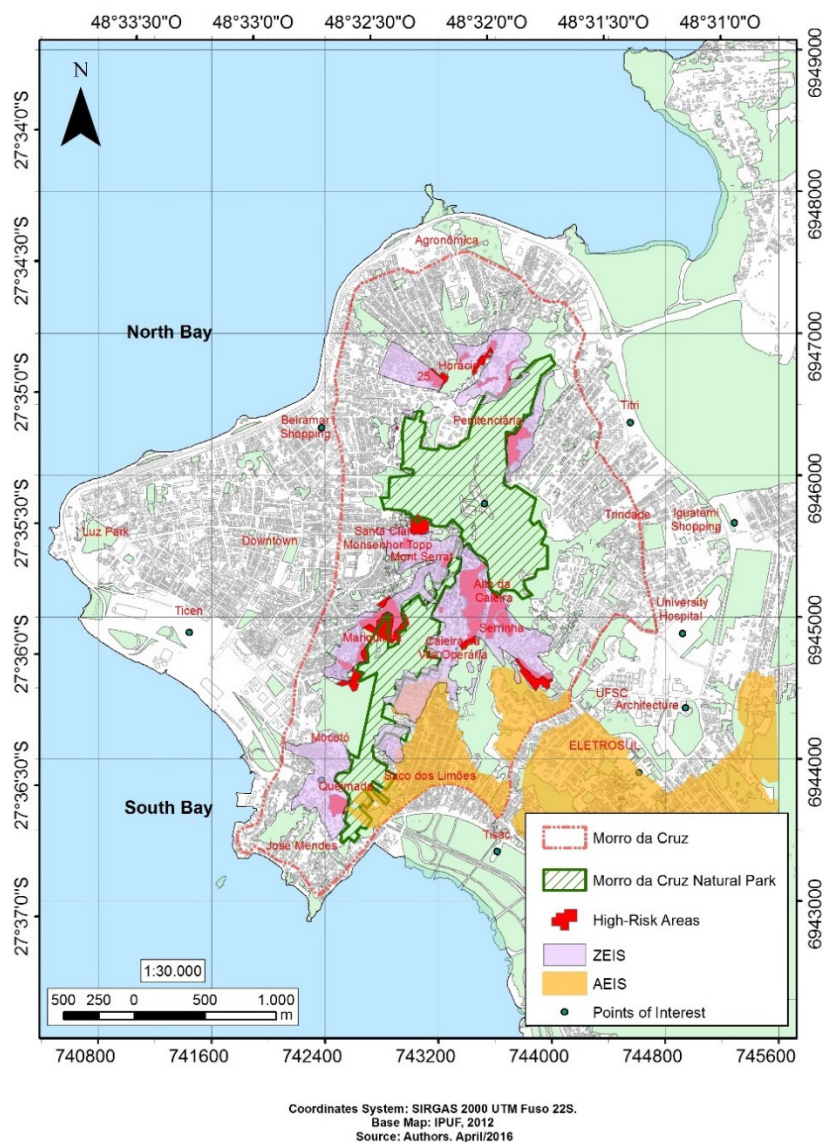 48°33'30"O 48°33'0"O 48°32'30"O 48°32'0"O 48°31'30"O 48°31'0"O
N
27°34'0"S
27°34'30"S
27°35'0"S
27°35'30"S
27°36'0"S
27°36'30"S
27°37'0"S
6949000
6948000
6947000
6946000
6945000
6944000
6943000
Agronômica
North Bay
Horácio
25
Penitenciária
Beiramar
Shopping
Titri
Luz Park
Downtown
Santa Clara
Monsenhor Topp
Mont Serrat
Trindade
Iguatemi
Shopping
Alto da
Caleira
Ticen
Mariquinha
Serrinha
Caleira da
Vila Operária
University
Hospital
UFSC
Architecture
Mocotó
ELETROSUL
Queimada
Saco dos Limões
South Bay
José Mendes
Tisac
Morro da Cruz
Morro da Cruz Natural Park
High-Risk Areas
ZEIS
AEIS
Points of Interest
1:30.000
500 250 0 500 1.000
m
740800 741600 742400 743200 744000 744800 745600
Coordinates System: SIRGAS 2000 UTM Fuso 22S.
Base Map: IPUF, 2012
Source: Authors. April/2016